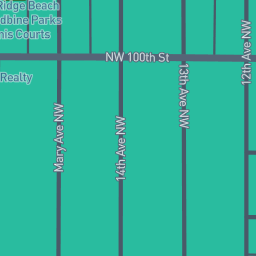 Ridge Beach
dbine Parks
nis Courts
12th Ave NW
NW 100th St
Realty
13th Ave NW
Mary Ave NW
14th Ave NW